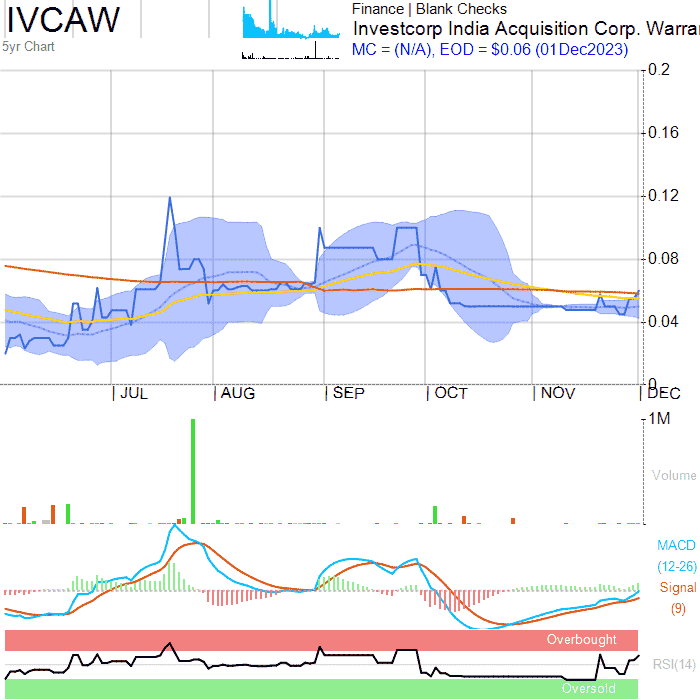 IVCAW
5yr Chart
Finance | Blank Checks
Investcorp India Acquisition Corp. Warra
MC = (N/A), EOD = $0.06 (01Dec2023)
0.2
0.16
0.12
0.08
0.04
0
JUL AUG SEP OCT NOV DEC
1M
Volume
MACD
(12-26)
Signal
(9)
Overbought
RSI(14)
Oversold